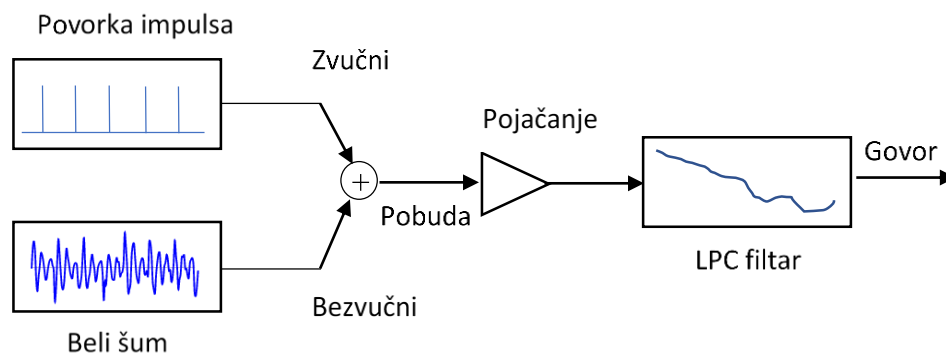 Povorka impulsa
Zvučni
Pojačanje
Govor
+
Pobuda
LPC filtar
Bezvučni
Beli šum